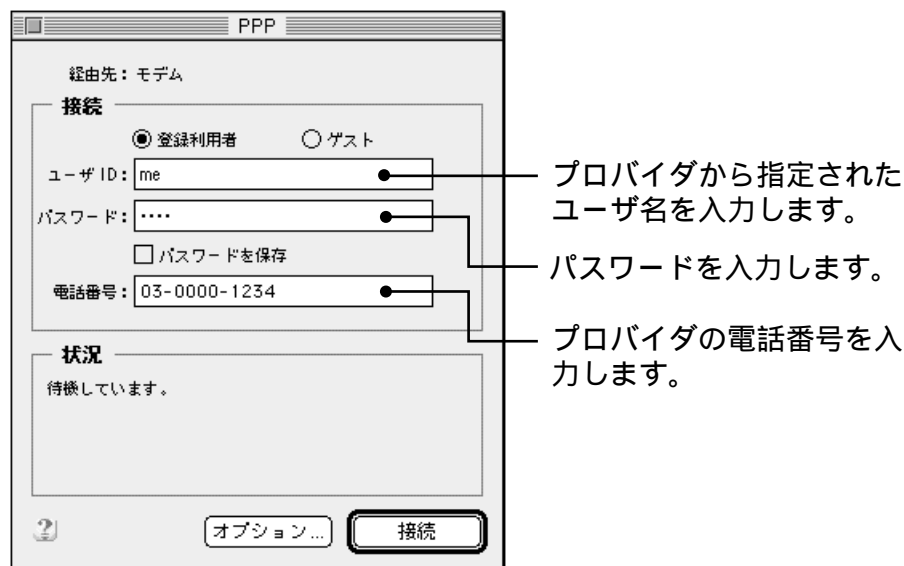 PPP
経由先：モデム
接続
登録利用者 ゲスト
ユーザID：me
パスワード：････
パスワードを保存
電話番号：03-0000-1234
状況
待機しています。
オプション... 接続
プロバイダから指定された
ユーザ名を入力します。
パスワードを入力します。
プロバイダの電話番号を入
力します。